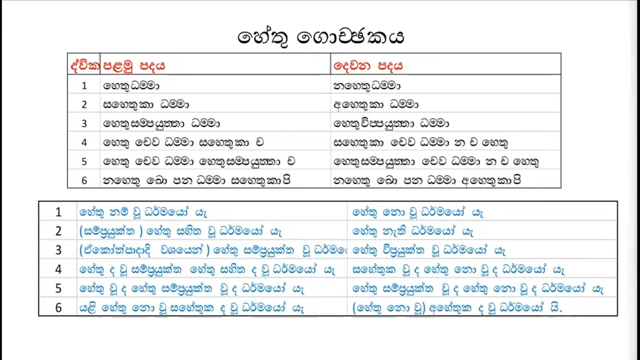 හේතු ගොච්ඡකය
ද්වික පළමු පදය දෙවන පදය
1 හෙතුධම්මා නහෙතුධම්මා
2 සහෙතුකා ධම්මා අහෙතුකා ධම්මා
3 හෙතුසම්පයුත්තා ධම්මා හෙතුවිප්පයුත්තා ධම්මා
4 හෙතු චෙව ධම්මා සහෙතුකා ච සහෙතුකා චෙව ධම්මා න ච හෙතු
5 හෙතු චෙව ධම්මා හෙතුසම්පයුත්තා ච හෙතුසම්පයුත්තා චෙව ධම්මා න ච හෙතු
6 නහෙතු ඛො පන ධම්මා සහෙතුකාපි නහෙතු ඛො පන ධම්මා අහෙතුකාපි
1 හේතු නම් වූ ධර්මයෝ යැ හේතු නො වූ ධර්මයෝ යැ
2 (සම්ප්‍රයුක්ත) හේතු සහිත වූ ධර්මයෝ යැ හේතු නැති ධර්මයෝ යැ
3 (ඒකෝත්පාදාදි වශයෙන්) හේතු සම්ප්‍රයුක්ත වූ ධර්මයෝ හේතු විප්‍රයුක්ත වූ ධර්මයෝ යැ
4 හේතු ද වූ සම්ප්‍රයුක්ත හේතු සහිත ද වූ ධර්මයෝ යැ සහේතුක වූ ද හේතු නො වූ ද ධර්මයෝ යැ
5 හේතු වූ ද හේතු සම්ප්‍රයුක්ත වූ ද ධර්මයෝ යැ හේතු සම්ප්‍රයුක්ත වූ ද හේතු නො වූ ද ධර්මයෝ යැ
6 යළි හේතු නො වූ සහේතුක ද වූ ධර්මයෝ යැ (හේතු නො වූ) අහේතුක ද වූ ධර්මයෝ යි.